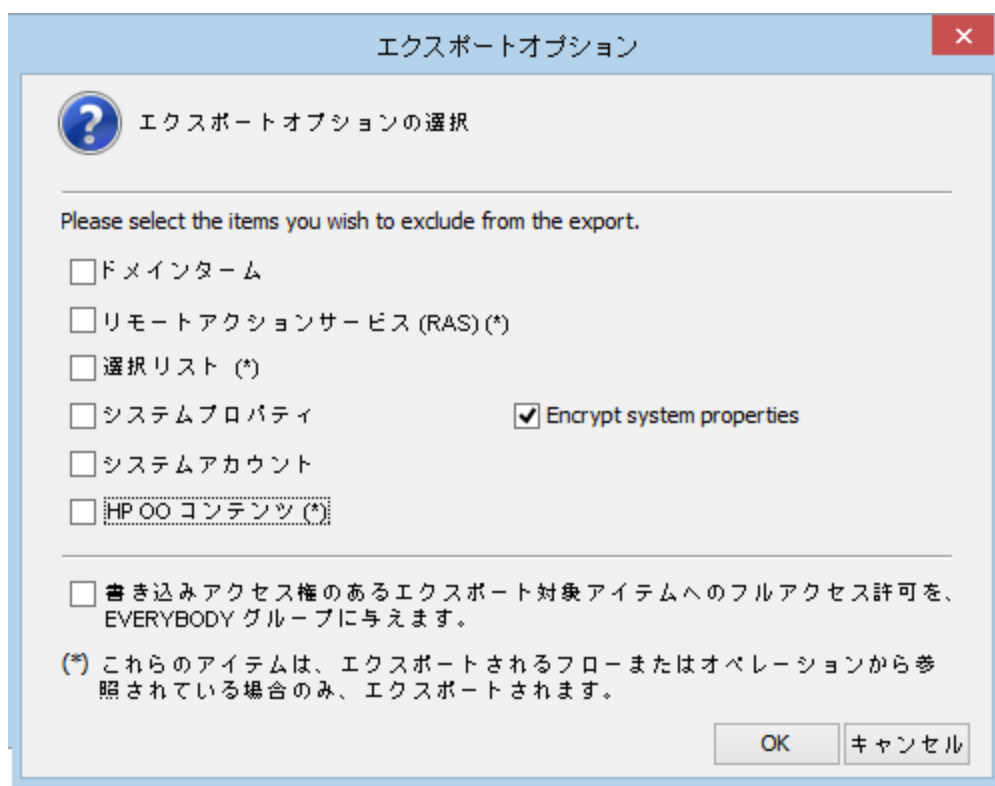 エクスポートオプション
エクスポートオプションの選択
Please select the items you wish to exclude from the export.
ドメインターム
リモートアクションサービス (RAS) (*)
選択リスト (*)
システムプロパティ
Encrypt system properties
システムアカウント
HP OO コンテンツ (*)
書き込みアクセス権のあるエクスポート対象アイテムへのフルアクセス許可を、
EVERYBODY グループに与えます。
(*) これらのアイテムは、エクスポートされるフローまたはオペレーションから参
照されている場合のみ、エクスポートされます。
OK
キャンセル